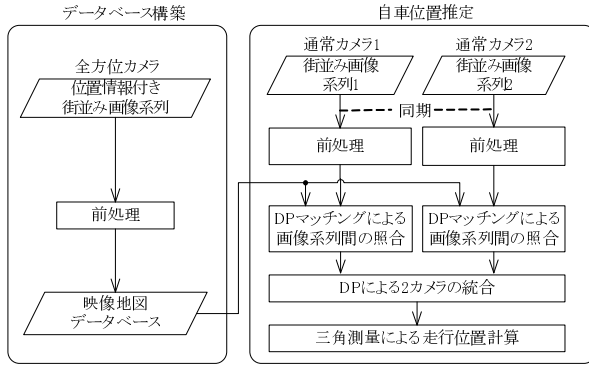 データベース構築
全方位カメラ
位置情報付き
街並み画像系列
前処理
映像地図
データベース
自車位置推定
通常カメラ1
街並み画像
系列1
通常カメラ2
街並み画像
系列2
同期
前処理
前処理
DPマッチングによる
画像系列間の照合
DPマッチングによる
画像系列間の照合
DPによる2カメラの統合
三角測量による走行位置計算